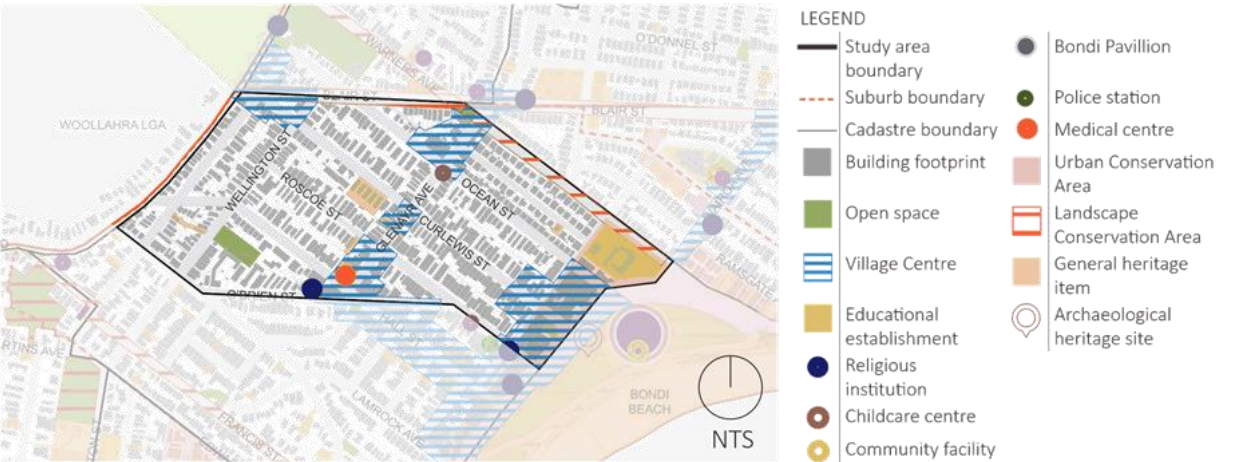 O'DONNEL ST
WARNERS AVE
BLAIR ST
BLAIR ST
WOOLLAHRA LGA
WELLINGTON ST
ROSCOE ST
GLENAYR AVE
OCEAN ST
CURLEWIS ST
RAMSGATE
O'BRIEN ST
HALL ST
RTINS AVE
LAMROCK AVE
FRANCIS ST
BONDI
BEACH
NTS
LEGEND
Study area
boundary
Suburb boundary
Cadastre boundary
Building footprint
Open space
Village Centre
Educational
establishment
Religious
institution
Childcare centre
Community facility
Bondi Pavillion
Police station
Medical centre
Urban Conservation
Area
Landscape
Conservation Area
General heritage
item
Archaeological
heritage site